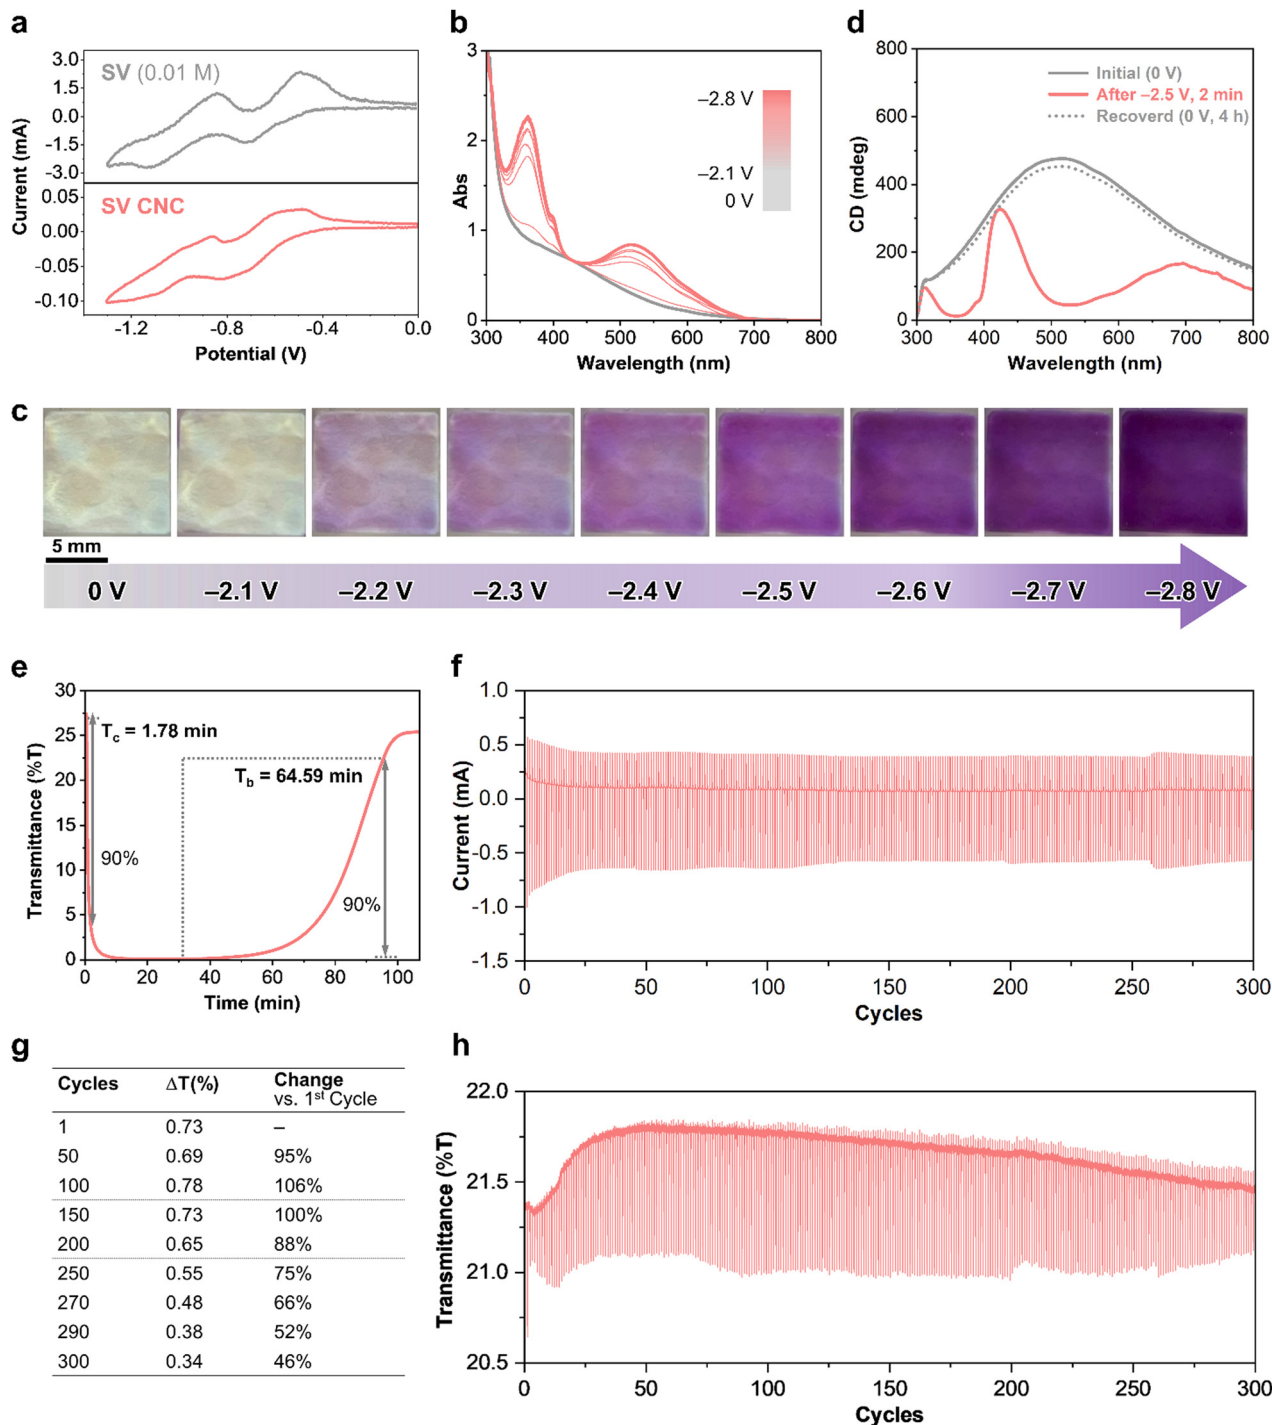 a
SV (0.01 M)
3.0
1.5
0.0
-1.5
-3.0
SV CNC
0.05
0.00
-0.05
-0.10
Current (mA)
-1.2
-0.8
-0.4
0.0
Potential (V)
b
3
2
1
0
Abs
–2.8 V
–2.1 V
0 V
300
400
500
600
700
800
Wavelength (nm)
d
800
600
400
200
0
CD (mdeg)
Initial (0 V)
After –2.5 V, 2 min
Recoverd (0 V, 4 h)
300
400
500
600
700
800
Wavelength (nm)
c
5 mm
0 V
–2.1 V
–2.2 V
–2.3 V
–2.4 V
–2.5 V
–2.6 V
–2.7 V
–2.8 V
e
30
25
20
15
10
5
0
Transmittance (%T)
Tc = 1.78 min
Tb = 64.59 min
90%
90%
0
20
40
60
80
100
Time (min)
f
1.0
0.5
0.0
-0.5
-1.0
-1.5
Current (mA)
0
50
100
150
200
250
300
Cycles
g
Cycles ΔT(%) Change
vs. 1st Cycle
1 0.73 –
50 0.69 95%
100 0.78 106%
150 0.73 100%
200 0.65 88%
250 0.55 75%
270 0.48 66%
290 0.38 52%
300 0.34 46%
h
22.0
21.5
21.0
20.5
Transmittance (%T)
0
50
100
150
200
250
300
Cycles